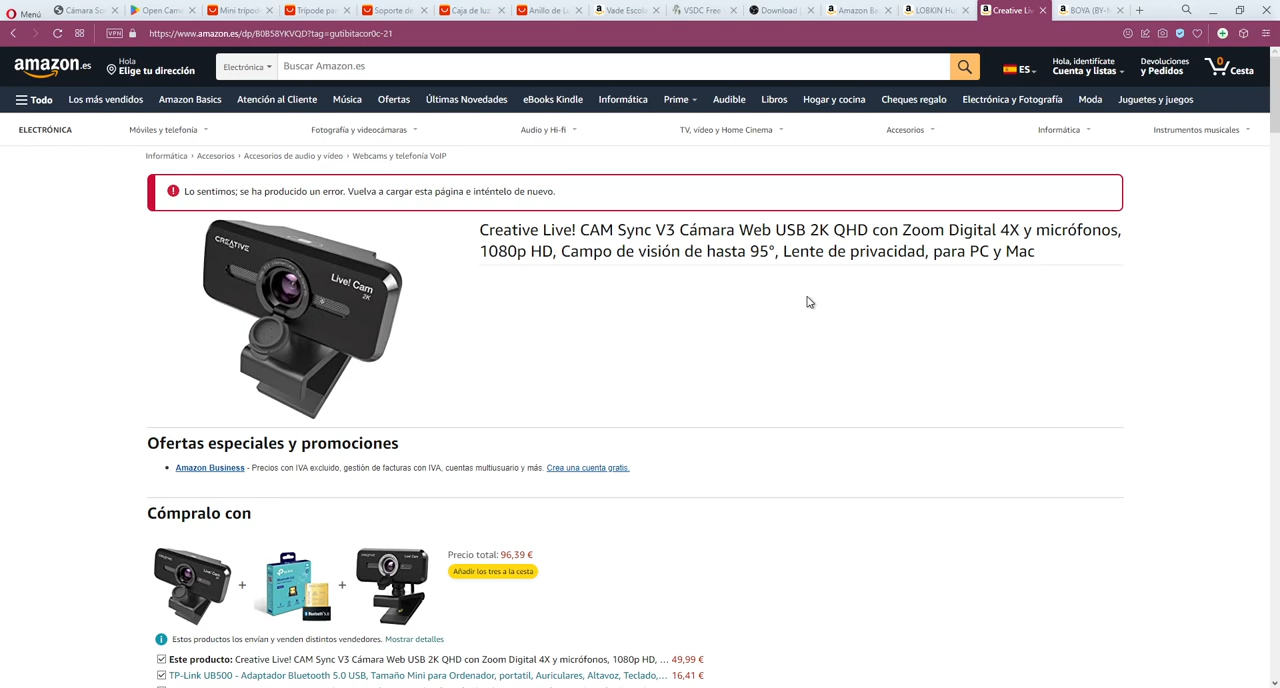 Menú
Cámara So
Open Came
Mini trípod
Trípode par
Soporte de
Caja de luz
Anillo de Lu
Vade Escola
VSDC Free
Download
Amazon Ba
LOBKIN Hu
Creative Liv
BOYA (BY-M
VPN
https://www.amazon.es/dp/B0B58YKVQD?tag=gutibitacor0c-21
amazon.es
Hola
Elige tu dirección
Electrónica
Buscar Amazon.es
ES
Hola, identifícate
Cuenta y listas
Devoluciones
y Pedidos
0
Cesta
Todo
Los más vendidos
Amazon Basics
Atención al Cliente
Música
Ofertas
Últimas Novedades
eBooks Kindle
Informática
Prime
Audible
Libros
Hogar y cocina
Cheques regalo
Electrónica y Fotografía
Moda
Juguetes y juegos
ELECTRÓNICA
Móviles y telefonía
Fotografía y videocámaras
Audio y Hi-fi
TV, vídeo y Home Cinema
Accesorios
Informática
Instrumentos musicales
Informática › Accesorios › Accesorios de audio y vídeo › Webcams y telefonía VoIP
Lo sentimos; se ha producido un error. Vuelva a cargar esta página e inténtelo de nuevo.
CREATIVE
Live! Cam
2K
Creative Live! CAM Sync V3 Cámara Web USB 2K QHD con Zoom Digital 4X y micrófonos,
1080p HD, Campo de visión de hasta 95°, Lente de privacidad, para PC y Mac
Ofertas especiales y promociones
Amazon Business - Precios con IVA excluido, gestión de facturas con IVA, cuentas multiusuario y más. Crea una cuenta gratis.
Cómpralo con
Precio total: 96,39 €
Añadir los tres a la cesta
Estos productos los envían y venden distintos vendedores. Mostrar detalles
Este producto: Creative Live! CAM Sync V3 Cámara Web USB 2K QHD con Zoom Digital 4X y micrófonos, 1080p HD, … 49,99 €
TP-Link UB500 - Adaptador Bluetooth 5.0 USB, Tamaño Mini para Ordenador, portatil, Auriculares, Altavoz, Teclado,… 16,41 €